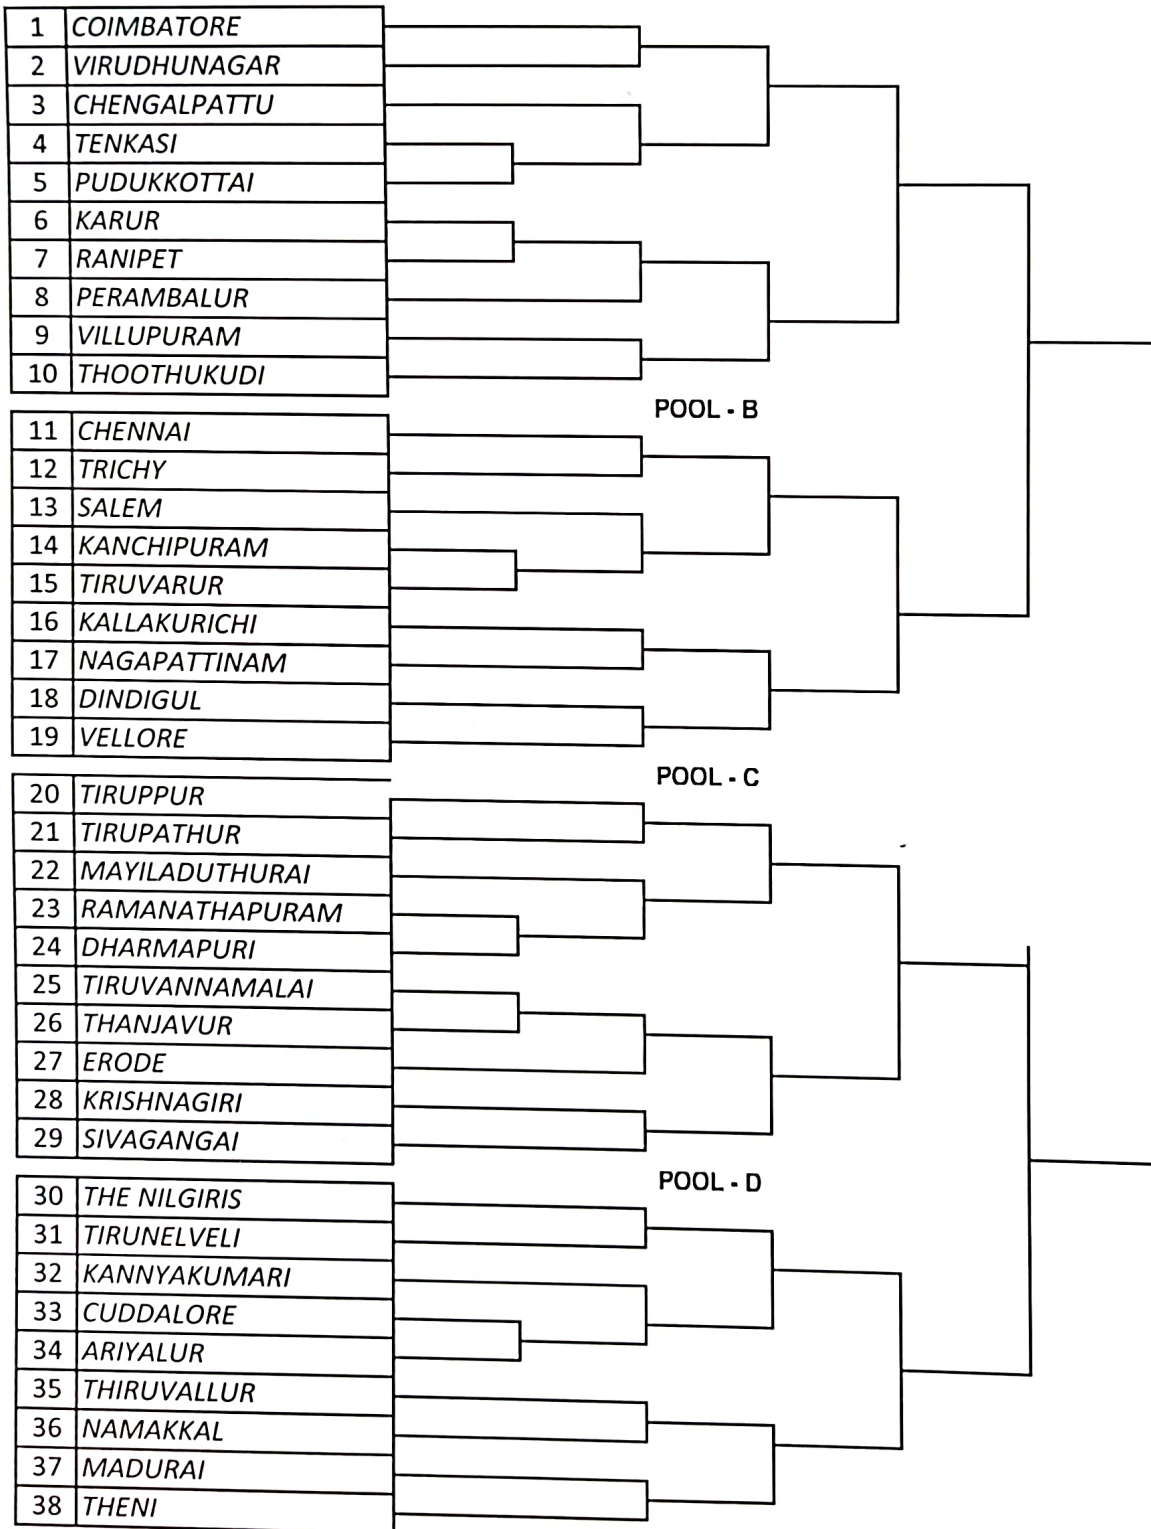 1 COIMBATORE
2 VIRUDHUNAGAR
3 CHENGALPATTU
4 TENKASI
5 PUDUKKOTTAI
6 KARUR
7 RANIPET
8 PERAMBALUR
9 VILLUPURAM
10 THOOTHUKUDI
POOL - B
11 CHENNAI
12 TRICHY
13 SALEM
14 KANCHIPURAM
15 TIRUVARUR
16 KALLAKURICHI
17 NAGAPATTINAM
18 DINDIGUL
19 VELLORE
POOL - C
20 TIRUPPUR
21 TIRUPATHUR
22 MAYILADUTHURAI
23 RAMANATHAPURAM
24 DHARMAPURI
25 TIRUVANNAMALAI
26 THANJAVUR
27 ERODE
28 KRISHNAGIRI
29 SIVAGANGAI
POOL - D
30 THE NILGIRIS
31 TIRUNELVELI
32 KANNYAKUMARI
33 CUDDALORE
34 ARIYALUR
35 THIRUVALLUR
36 NAMAKKAL
37 MADURAI
38 THENI